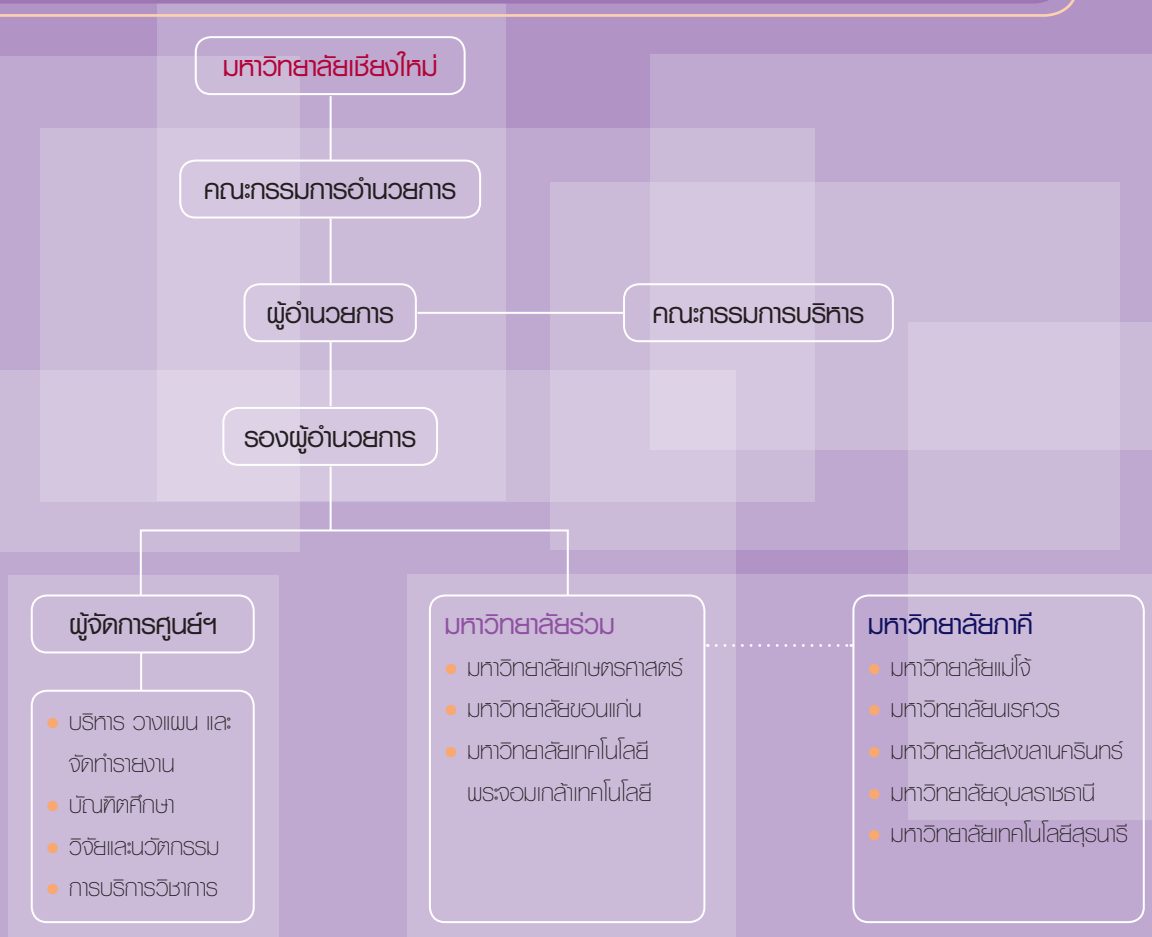 มหาวิทยาลัยเชียงใหม่
คณะกรรมการอำนวยการ
ผู้อำนวยการ
คณะกรรมการบริหาร
รองผู้อำนวยการ
ผู้จัดการศูนย์ฯ
บริหาร วางแผน และ
จัดทำรายงาน
บัณฑิตศึกษา
วิจัยและนวัตกรรม
การบริการวิชาการ
มหาวิทยาลัยร่วม
มหาวิทยาลัยเกษตรศาสตร์
มหาวิทยาลัยขอนแก่น
มหาวิทยาลัยเทคโนโลยี
พระจอมเกล้าเทคโนโลยี
มหาวิทยาลัยภาคี
มหาวิทยาลัยแม่โจ้
มหาวิทยาลัยนเรศวร
มหาวิทยาลัยสงขลานครินทร์
มหาวิทยาลัยอุบลราชธานี
มหาวิทยาลัยเทคโนโลยีสุรนารี